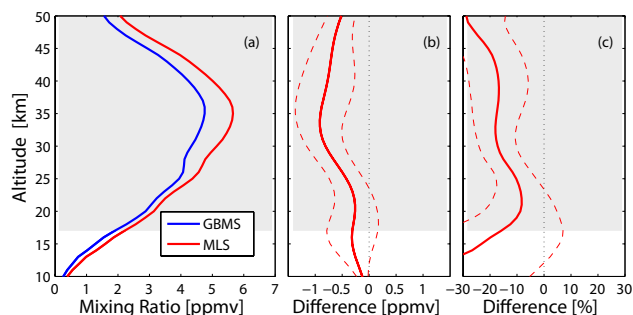 50
45
40
35
30
25
20
15
10
Altitude [km]
(a)
GBMS
MLS
0 1 2 3 4 5 6 7
Mixing Ratio [ppmv]
(b)
−1 −0.5 0 0.5 1
Difference [ppmv]
(c)
−30 −20 −10 0 10 20 30
Difference [%]